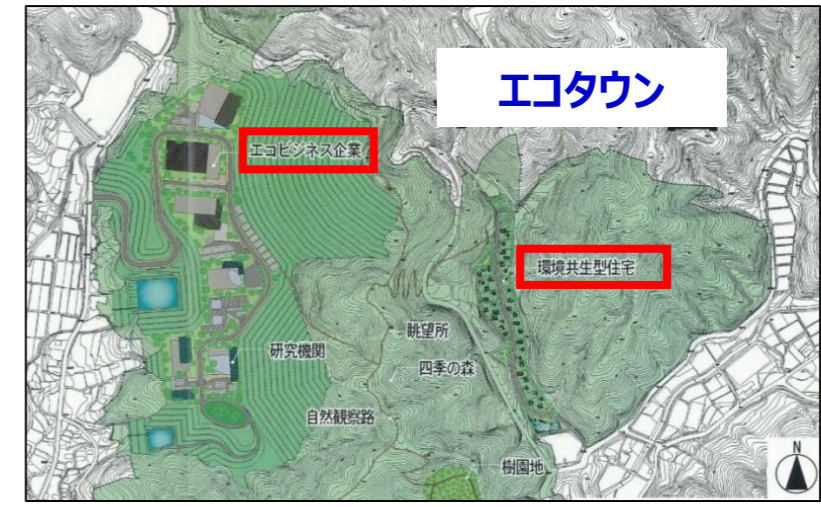 エコタウン
エコビジネス企業
環境共生型住宅
眺望所
研究機関
四季の森
自然観察路
樹園地
N